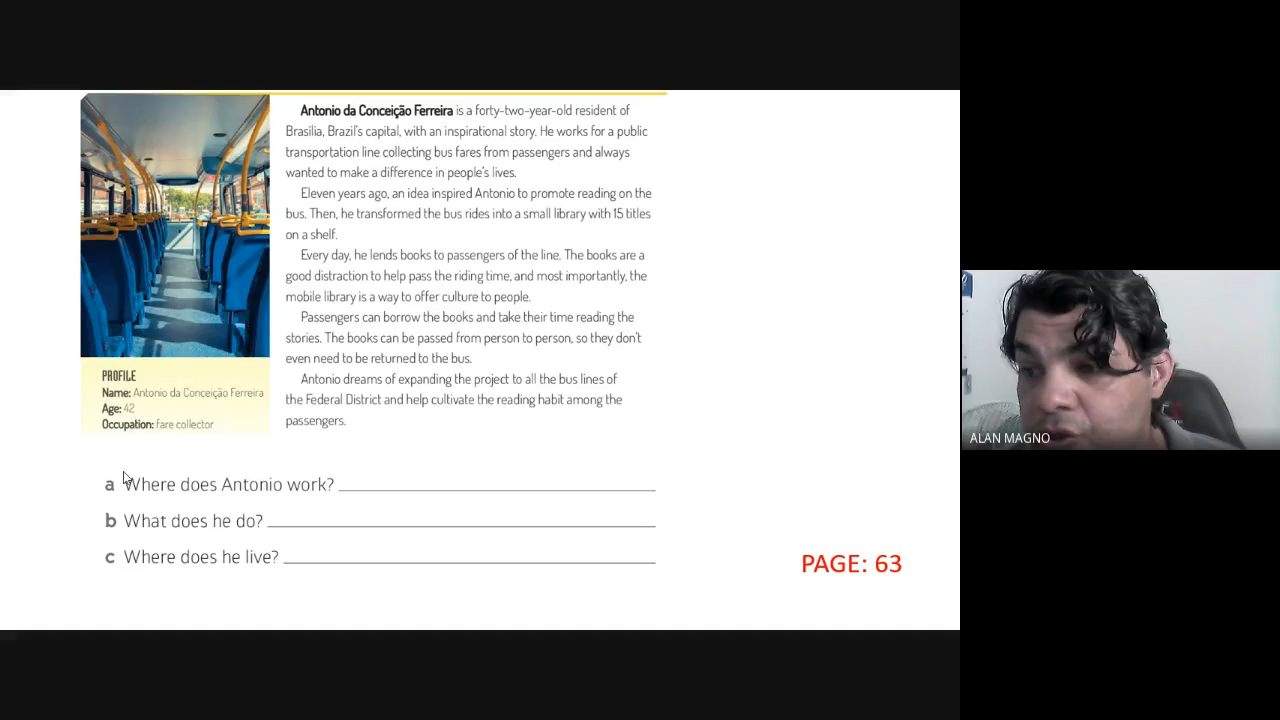 Antonio da Conceição Ferreira is a forty-two-year-old resident of
Brasília, Brazil's capital, with an inspirational story. He works for a public
transportation line collecting bus fares from passengers and always
wanted to make a difference in people's lives.
Eleven years ago, an idea inspired Antonio to promote reading on the
bus. Then, he transformed the bus rides into a small library with 15 titles
on a shelf.
Every day, he lends books to passengers of the line. The books are a
good distraction to help pass the riding time, and most importantly, the
mobile library is a way to offer culture to people.
Passengers can borrow the books and take their time reading the
stories. The books can be passed from person to person, so they don't
even need to be returned to the bus.
Antonio dreams of expanding the project to all the bus lines of
the Federal District and help cultivate the reading habit among the
passengers.
PROFILE
Name: Antonio da Conceição Ferreira
Age: 42
Occupation: fare collector
a Where does Antonio work?
b What does he do?
c Where does he live?
PAGE: 63
ALAN MAGNO